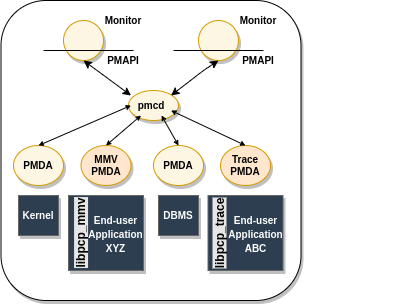 Monitor
Monitor
PMAPI
PMAPI
pmcd
PMDA
MMV
PMDA
PMDA
Trace
PMDA
Kernel
libpcp_mmv
End-user
Application
XYZ
DBMS
libpcp_trace
End-user
Application
ABC